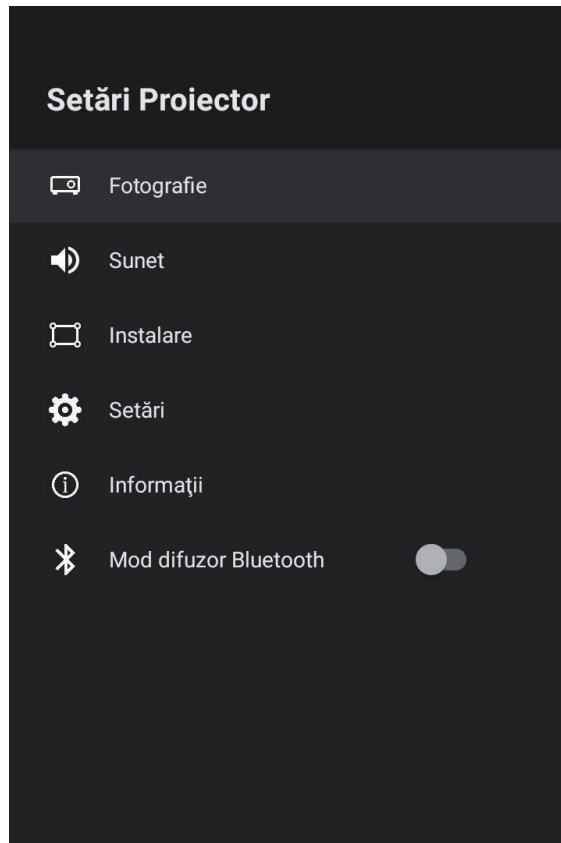 Setări Proiector
Fotografie
Sunet
Instalare
Setări
Informaţii
Mod difuzor Bluetooth